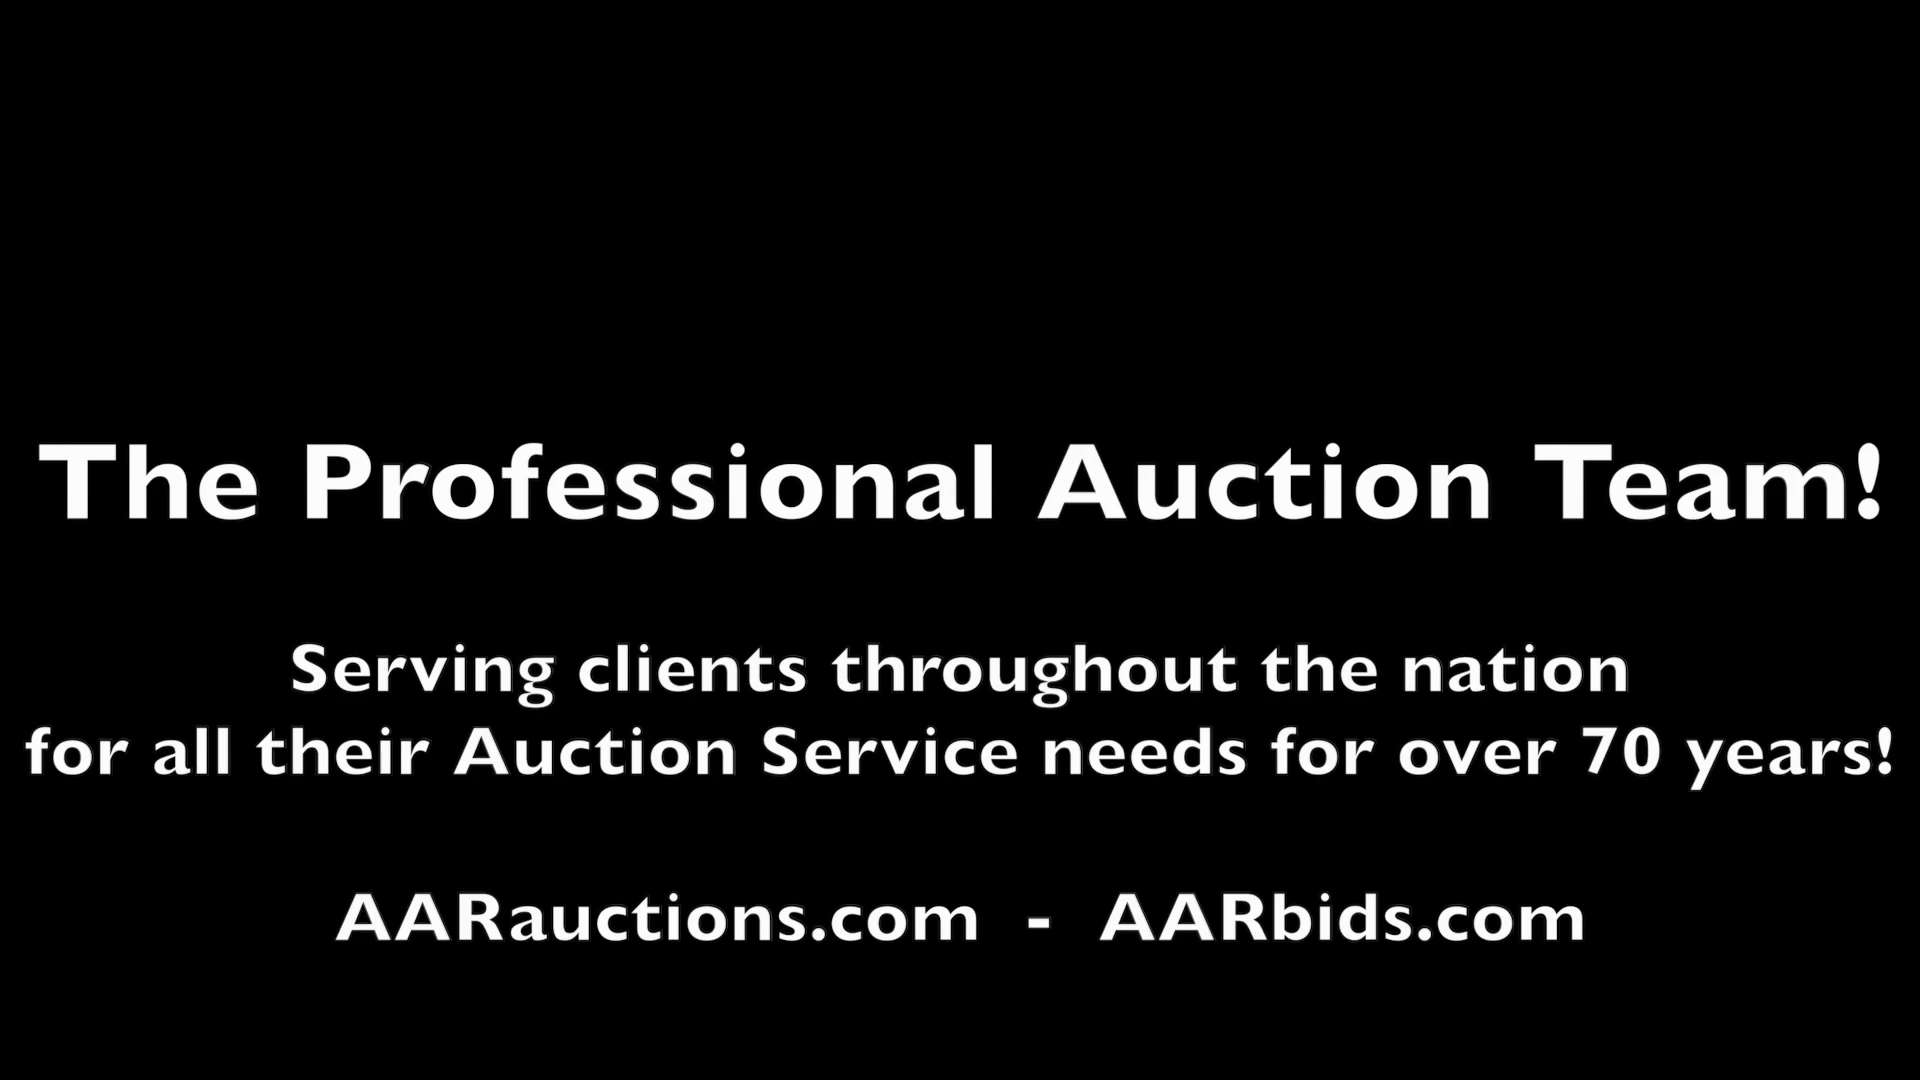 The Professional Auction Team!
Serving clients throughout the nation
for all their Auction Service needs for over 70 years!
AARauctions.com - AARbids.com